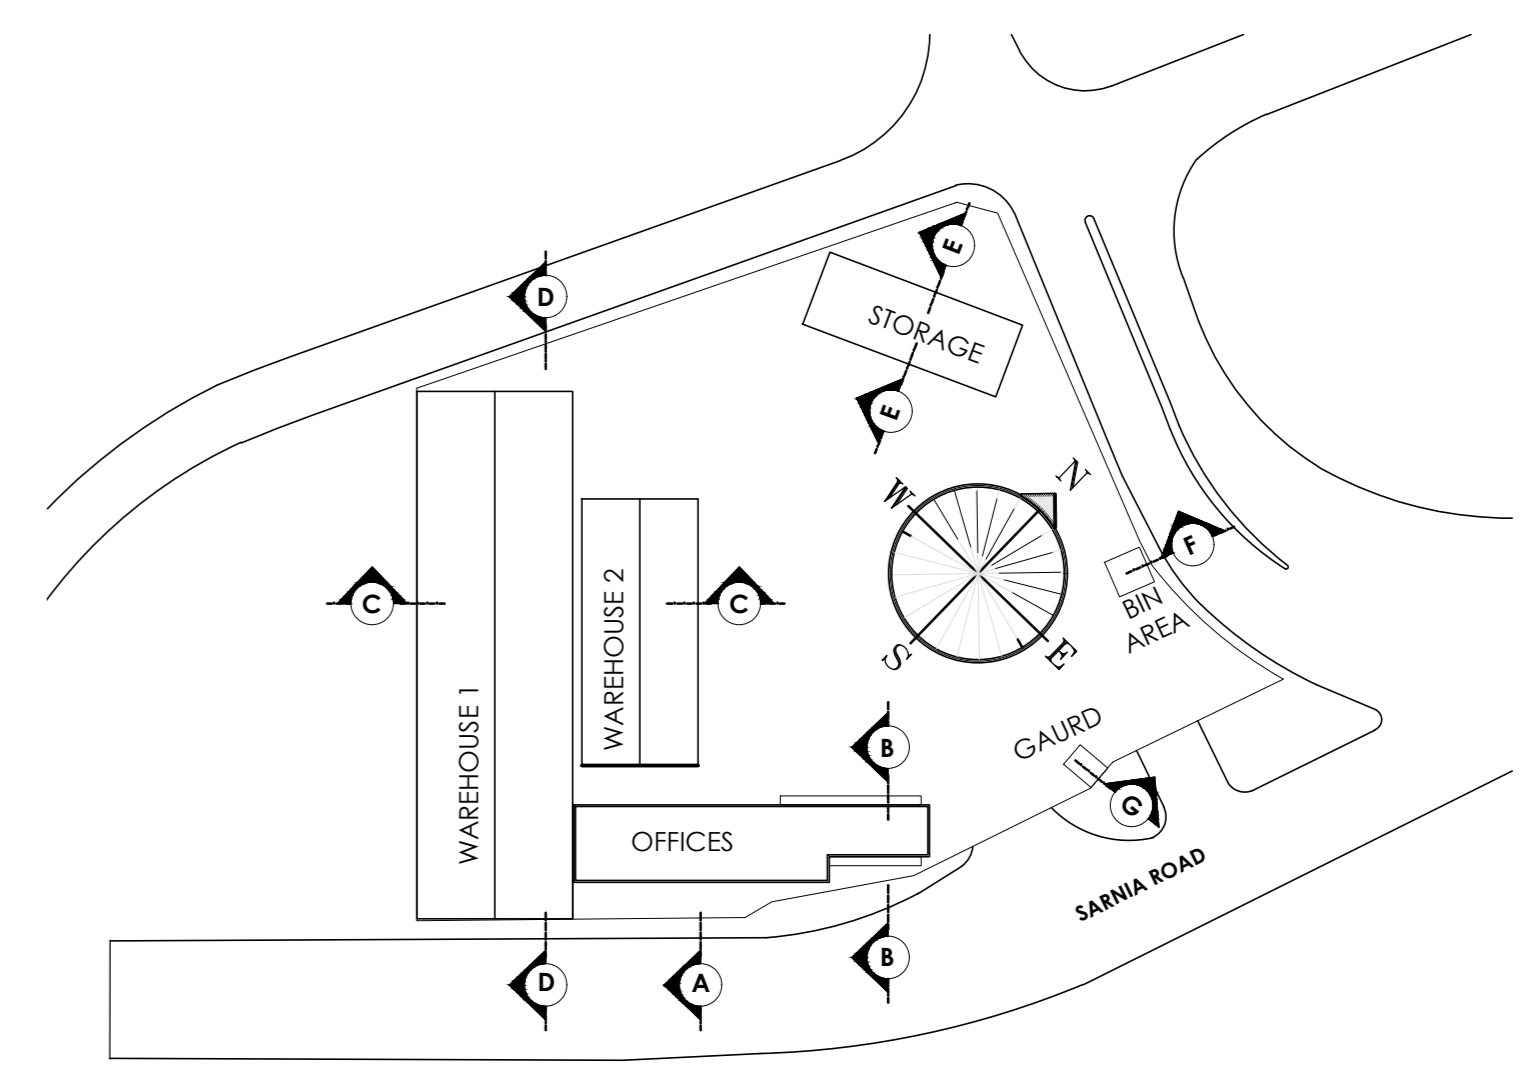 E
D
STORAGE
E
N
W
F
C
WAREHOUSE 2
C
BIN
AREA
S
E
WAREHOUSE 1
GAURD
B
G
OFFICES
SARNIA ROAD
D
A
B